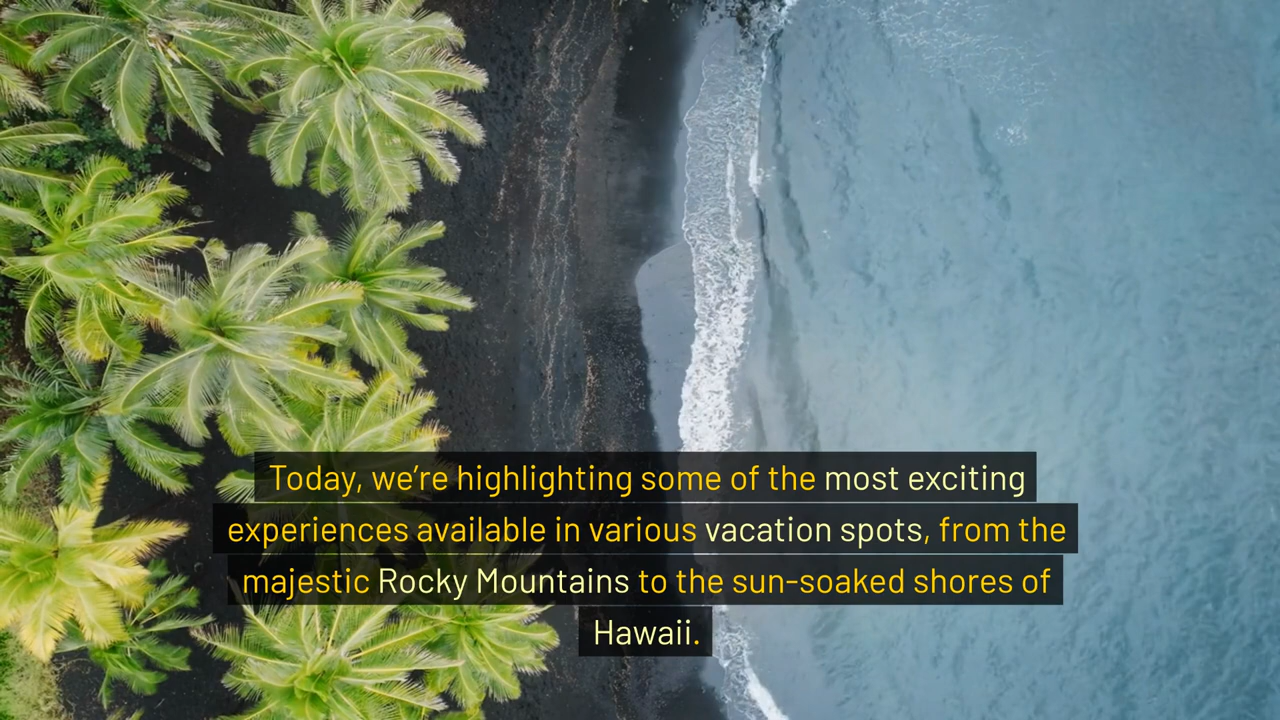 Today, we’re highlighting some of the most exciting
experiences available in various vacation spots, from the
majestic Rocky Mountains to the sun-soaked shores of
Hawaii.